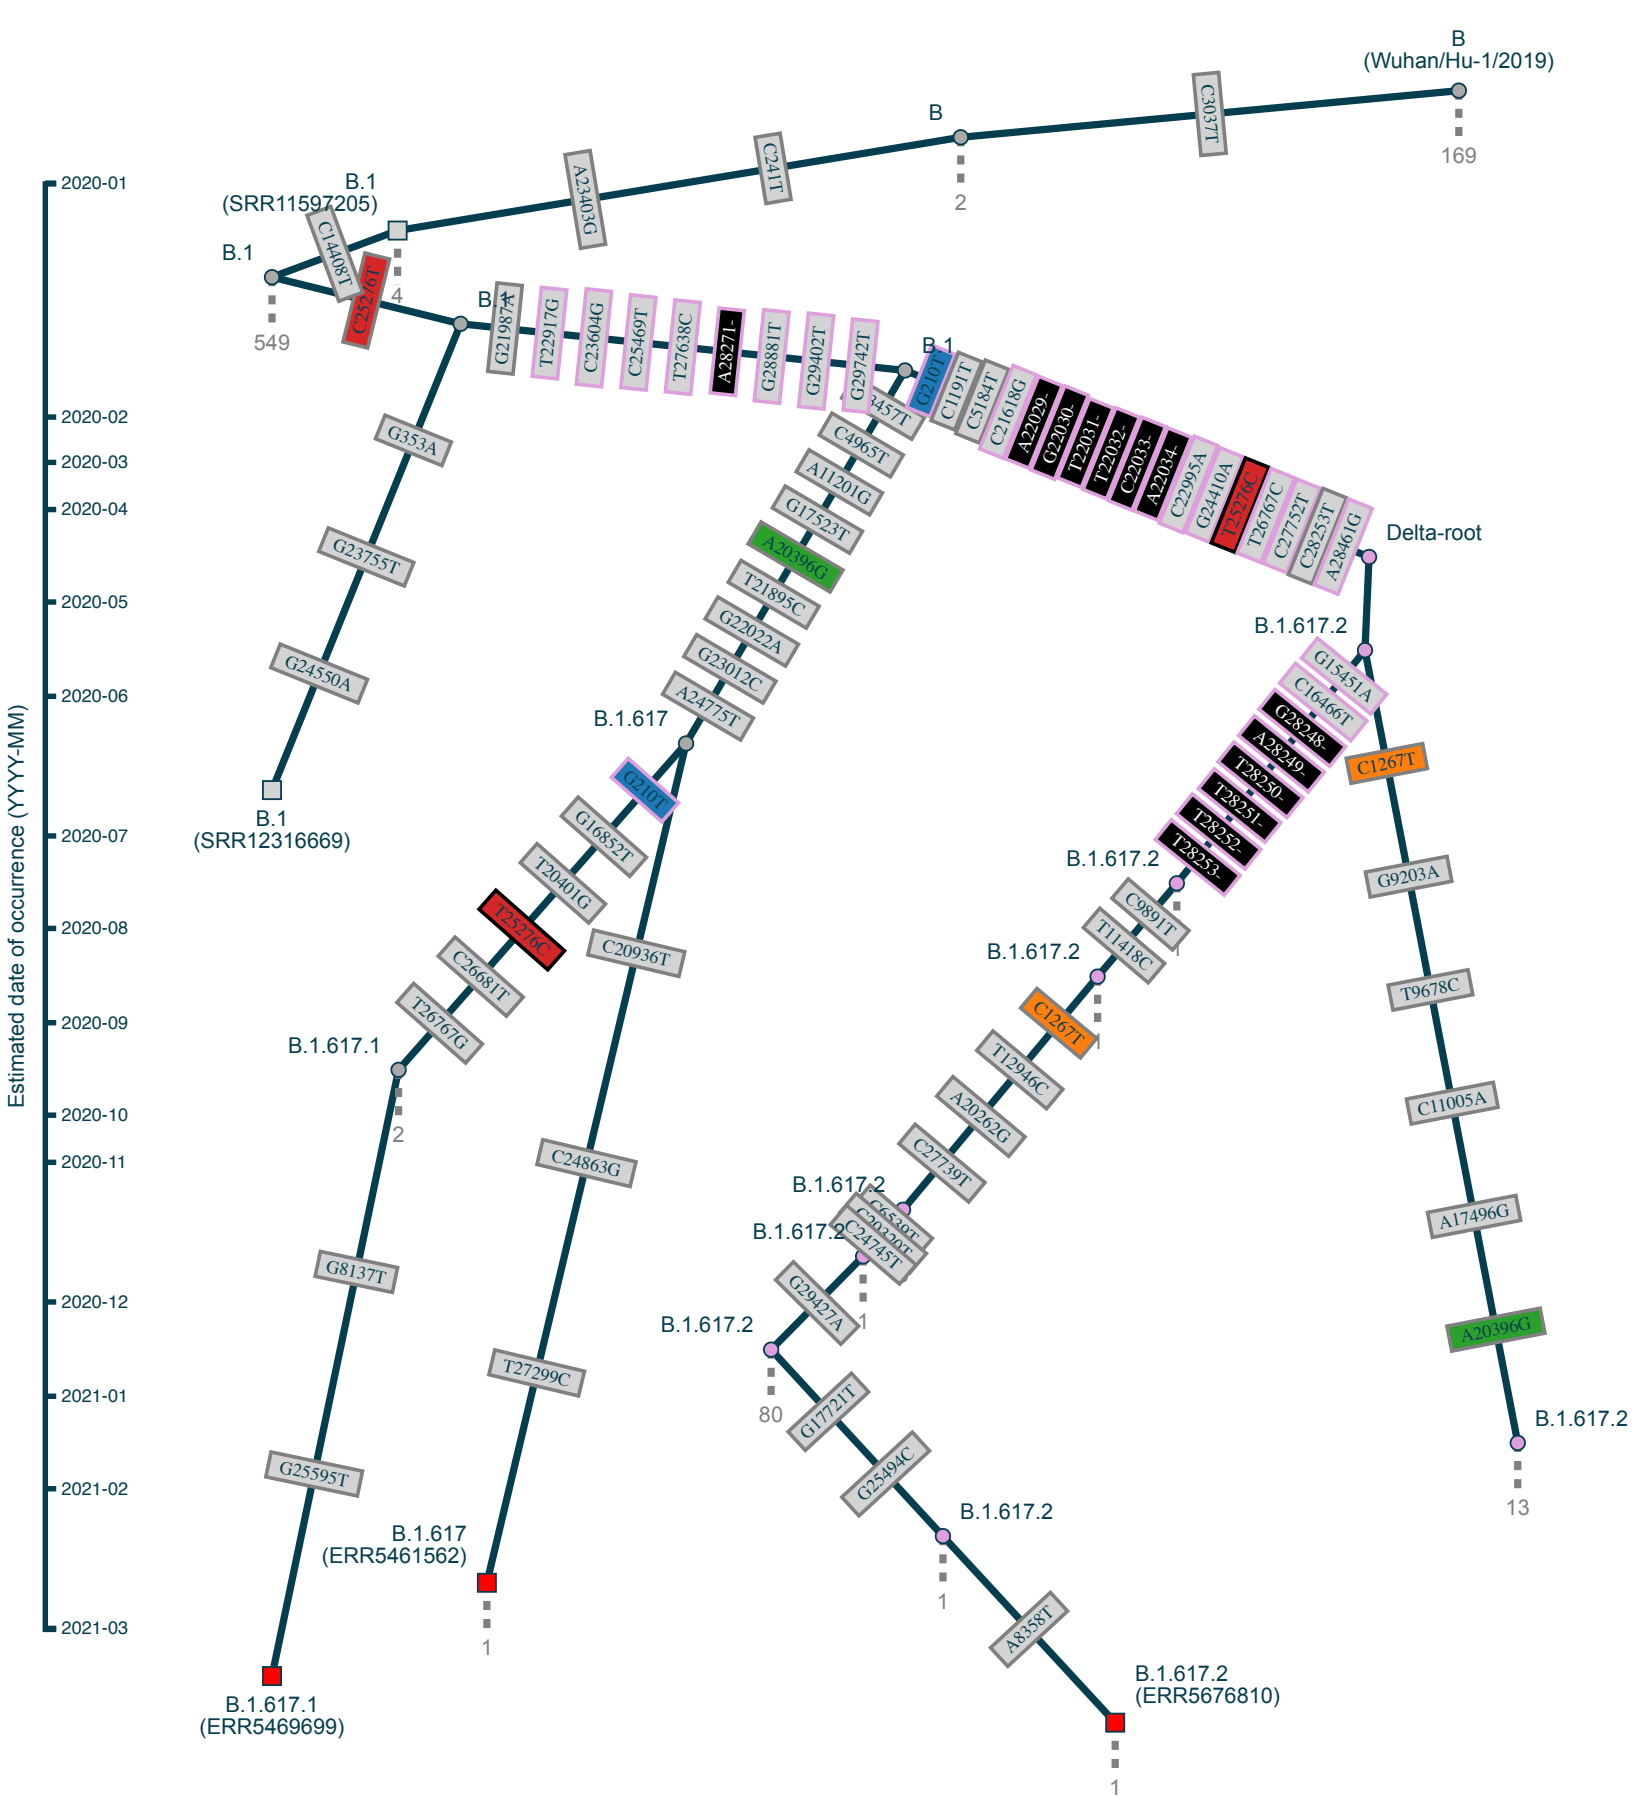 B
(Wuhan/Hu-1/2019)
169
C3037T
B
2
C241T
A23403G
B.1
(SRR11597205)
4
C14408T
B.1
549
C25276T
B.1
G21987A
T22917G
C23604G
C25469T
T27638C
A28271-
G28881T
G29402T
G29742T
B.1
G210T
C1191T
C5184T
C21618G
A22029-
G22030-
T22031-
T22032-
C22033-
A22034-
C22995A
G24410A
T25276C
T26767C
C27752T
C28253T
A28461G
Delta-root
B.1.617.2
G353A
G23755T
G24550A
B.1
(SRR12316669)
C4965T
A11201G
G17523T
A20396G
T21895C
G22022A
G23012C
A24775T
B.1.617
G210T
G16852T
T20401G
T25276C
C26681T
T26767G
B.1.617.1
2
G8137T
G25595T
B.1.617.1
(ERR5469699)
C20936T
C24863G
T27299C
B.1.617
(ERR5461562)
1
G15451A
C16466T
G28248-
A28249-
T28250-
T28251-
T28252-
T28253-
B.1.617.2
1
C9891T
T11418C
B.1.617.2
1
C1267T
T12946C
A20262G
C27739T
B.1.617.2
C6539T
C20320T
C24745T
B.1.617.2
1
G29427A
B.1.617.2
80
G17721T
G25494C
B.1.617.2
1
A8358T
B.1.617.2
(ERR5676810)
1
C1267T
G9203A
T9678C
C11005A
A17496G
A20396G
B.1.617.2
13
Estimated date of occurrence (YYYY-MM)
2020-01
2020-02
2020-03
2020-04
2020-05
2020-06
2020-07
2020-08
2020-09
2020-10
2020-11
2020-12
2021-01
2021-02
2021-03